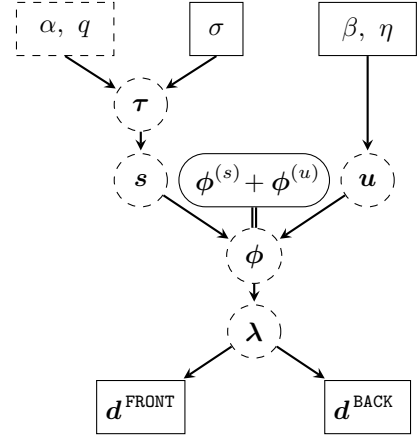 α, q
σ
β, η
τ
s
ϕ⁽ˢ⁾ + ϕ⁽ᵘ⁾
u
ϕ
λ
d^FRONT
d^BACK